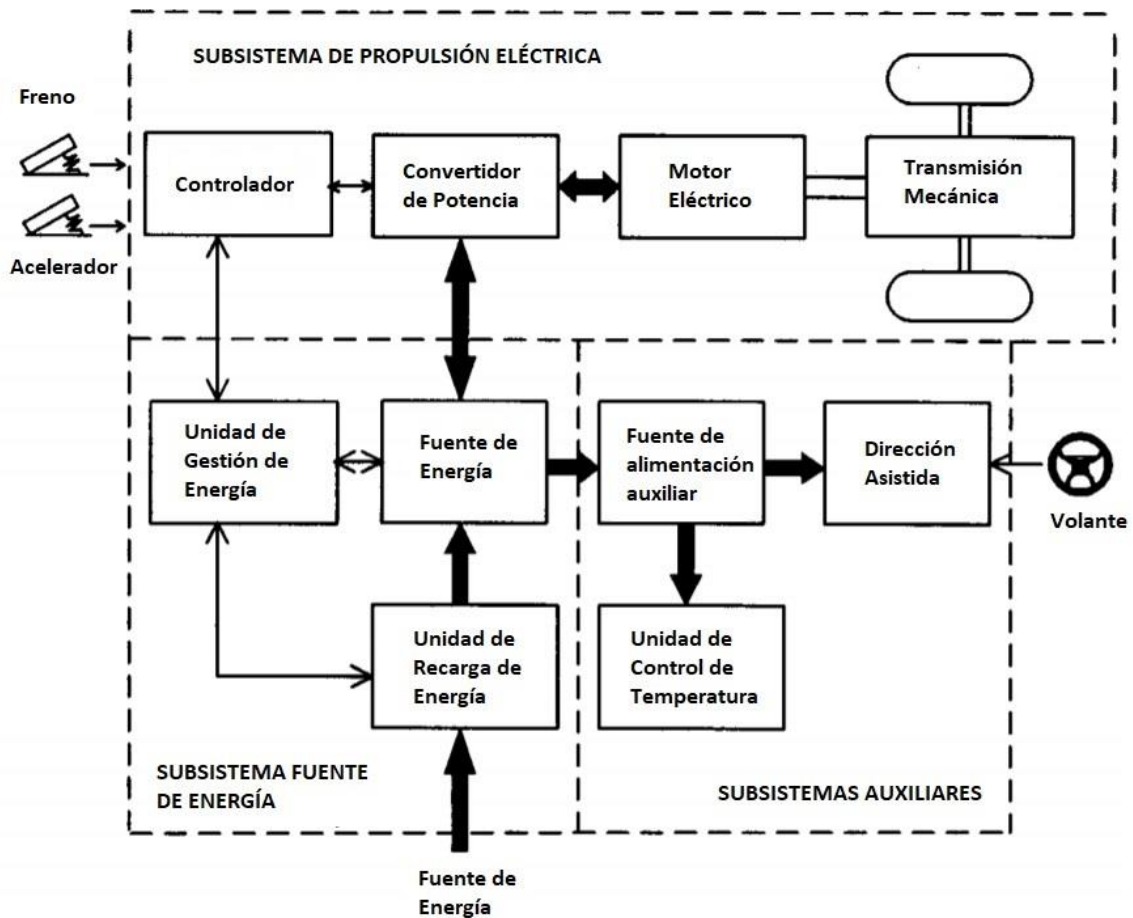 SUBSISTEMA DE PROPULSIÓN ELÉCTRICA
Freno
Acelerador
Controlador
Convertidor
de Potencia
Motor
Eléctrico
Transmisión
Mecánica
Unidad de
Gestión de
Energía
Fuente de
Energía
Fuente de
alimentación
auxiliar
Dirección
Asistida
Volante
Unidad de
Recarga de
Energía
Unidad de
Control de
Temperatura
SUBSISTEMA FUENTE
DE ENERGÍA
SUBSISTEMAS AUXILIARES
Fuente de
Energía